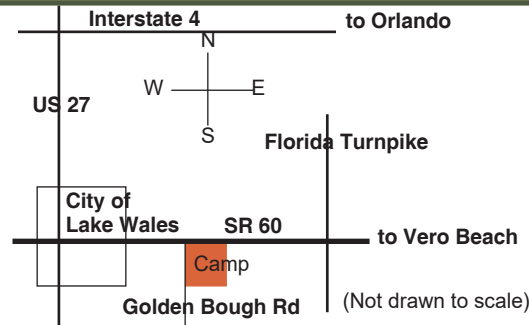 Interstate 4
to Orlando
N
W
E
US 27
S
Florida Turnpike
City of
Lake Wales
SR 60
to Vero Beach
Camp
Golden Bough Rd
(Not drawn to scale)